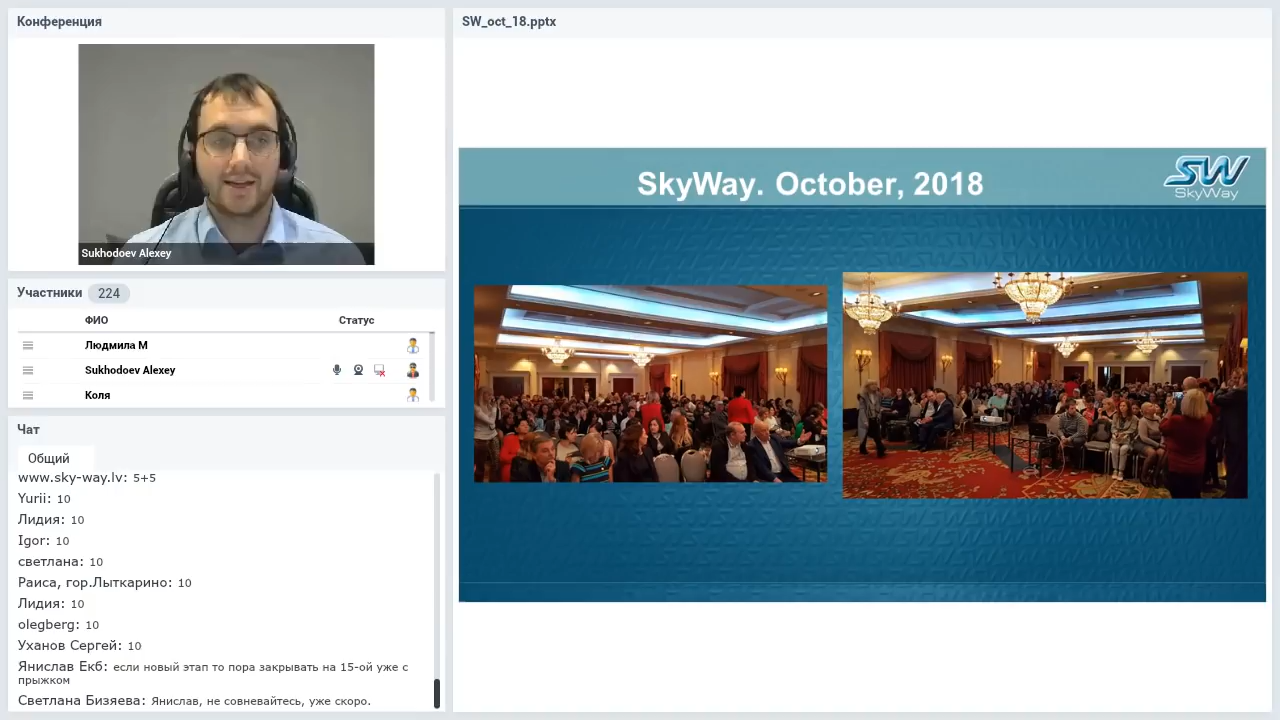 Конференция
Sukhodoev Alexey
Участники 224
ФИО Статус
Людмила М
Sukhodoev Alexey
Коля
Чат
Общий
www.sky-way.lv: 5+5
Yurii: 10
Лидия: 10
Igor: 10
светлана: 10
Раиса, гор.Лыткарино: 10
Лидия: 10
olegberg: 10
Уханов Сергей: 10
Янислав Екб: если новый этап то пора закрывать на 15-ой уже с
прыжком
Светлана Бизяева: Янислав, не совневайтесь, уже скоро.
SW_oct_18.pptx
SkyWay. October, 2018
SW
SkyWay